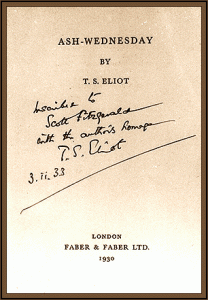 ASH-WEDNESDAY
BY
T. S. ELIOT
Inscribed to
Scott Fitzgerald
with the author's homage
T. S. Eliot
3. ii. 33
LONDON
FABER & FABER LTD.
1930